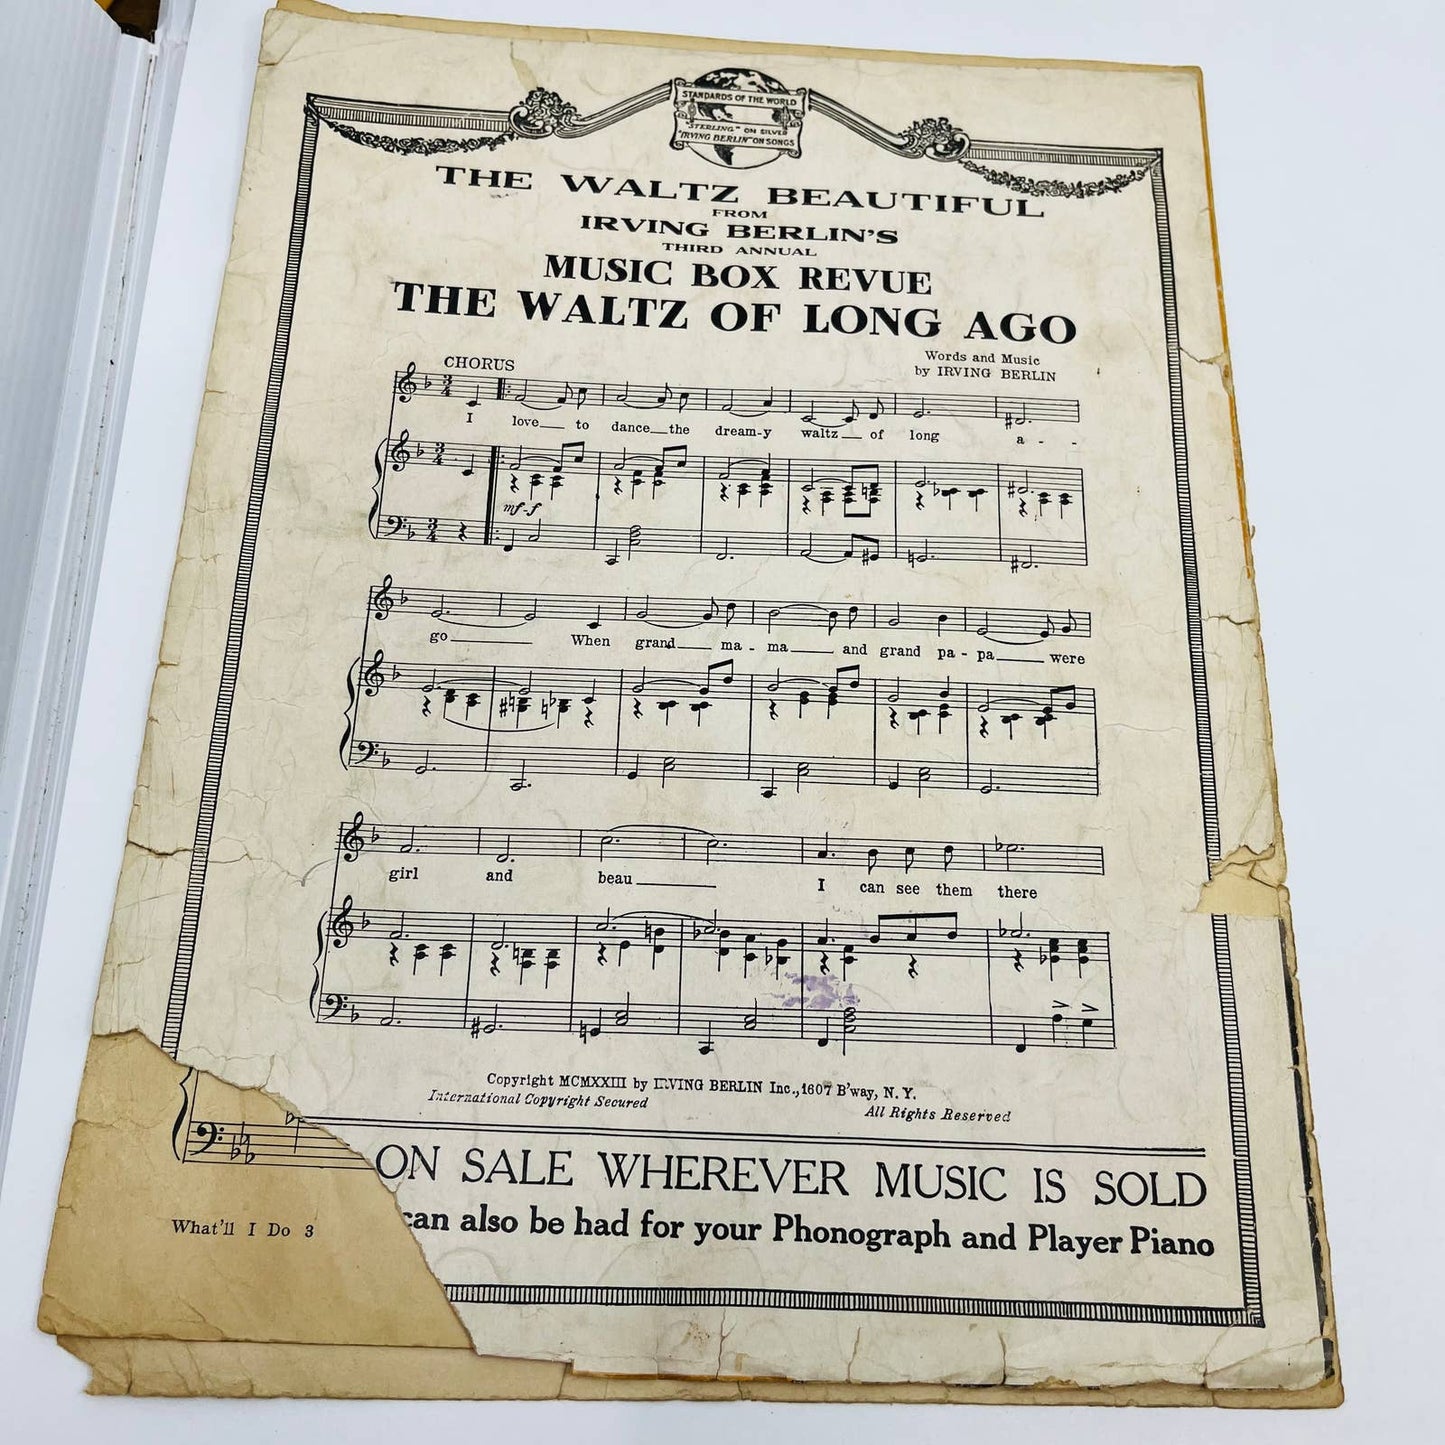 STANDARDS OF THE WORLD
"STERLING" ON SILVER
"IRVING BERLIN" ON SONGS
THE WALTZ BEAUTIFUL
FROM
IRVING BERLIN'S
THIRD ANNUAL
MUSIC BOX REVUE
THE WALTZ OF LONG AGO
Words and Music
by IRVING BERLIN
CHORUS
I love to dance the dream-y waltz of long a - -
mf-f
go When grand ma - ma and grand pa - pa were
girl and beau I can see them there
Copyright MCMXXIII by IRVING BERLIN Inc., 1607 B'way, N. Y.
International Copyright Secured All Rights Reserved
ON SALE WHEREVER MUSIC IS SOLD
can also be had for your Phonograph and Player Piano
What'll I Do 3